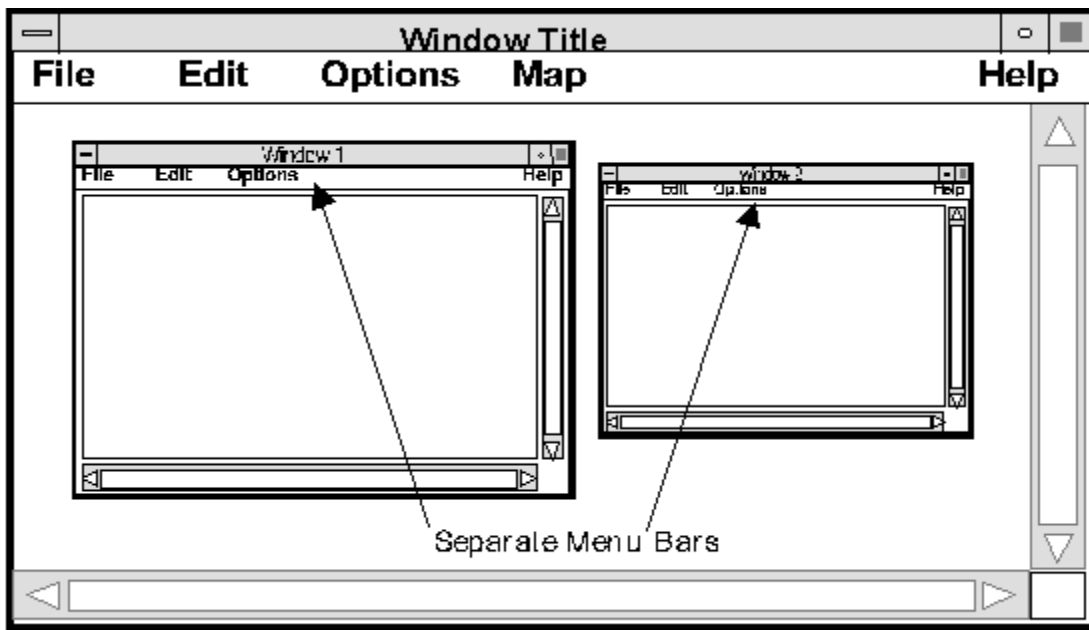 Window Title
File Edit Options Map Help
Window 1
File Edit Options Help
Window 2
File Edit Options Help
Separate Menu Bars